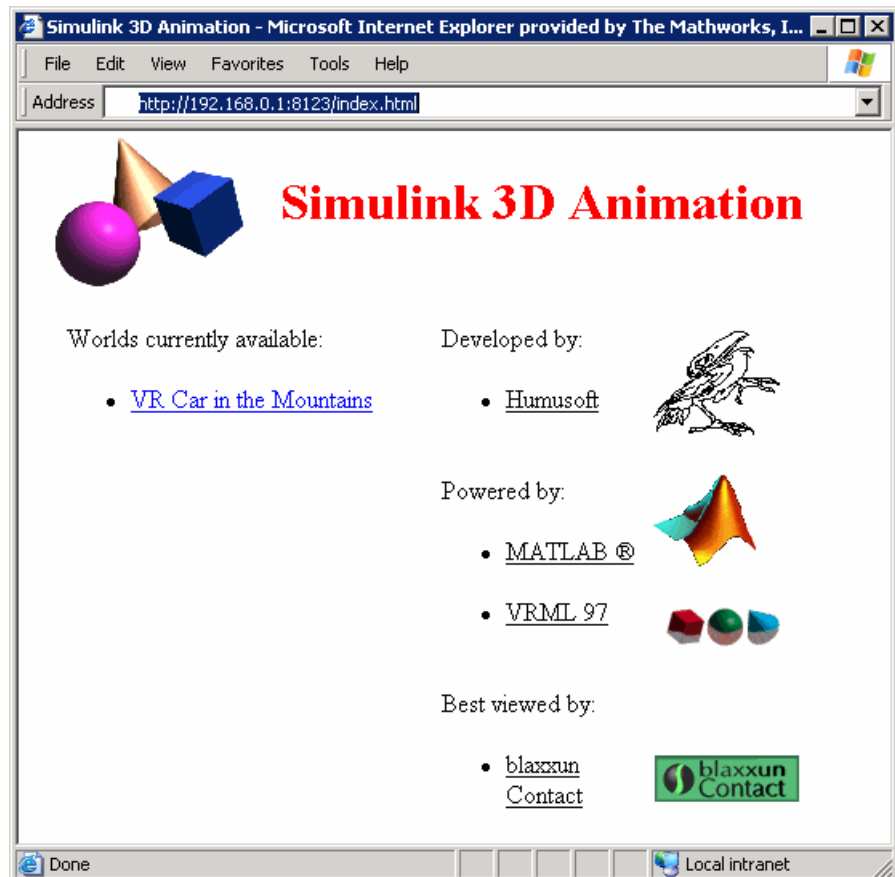 Simulink 3D Animation - Microsoft Internet Explorer provided by The Mathworks, I...
File Edit View Favorites Tools Help
Address http://192.168.0.1:8123/index.html
Simulink 3D Animation
Worlds currently available:
• VR Car in the Mountains
Developed by:
• Humusoft
Powered by:
• MATLAB ®
• VRML 97
Best viewed by:
• blaxxun
Contact
blaxxun
Contact
Done
Local intranet